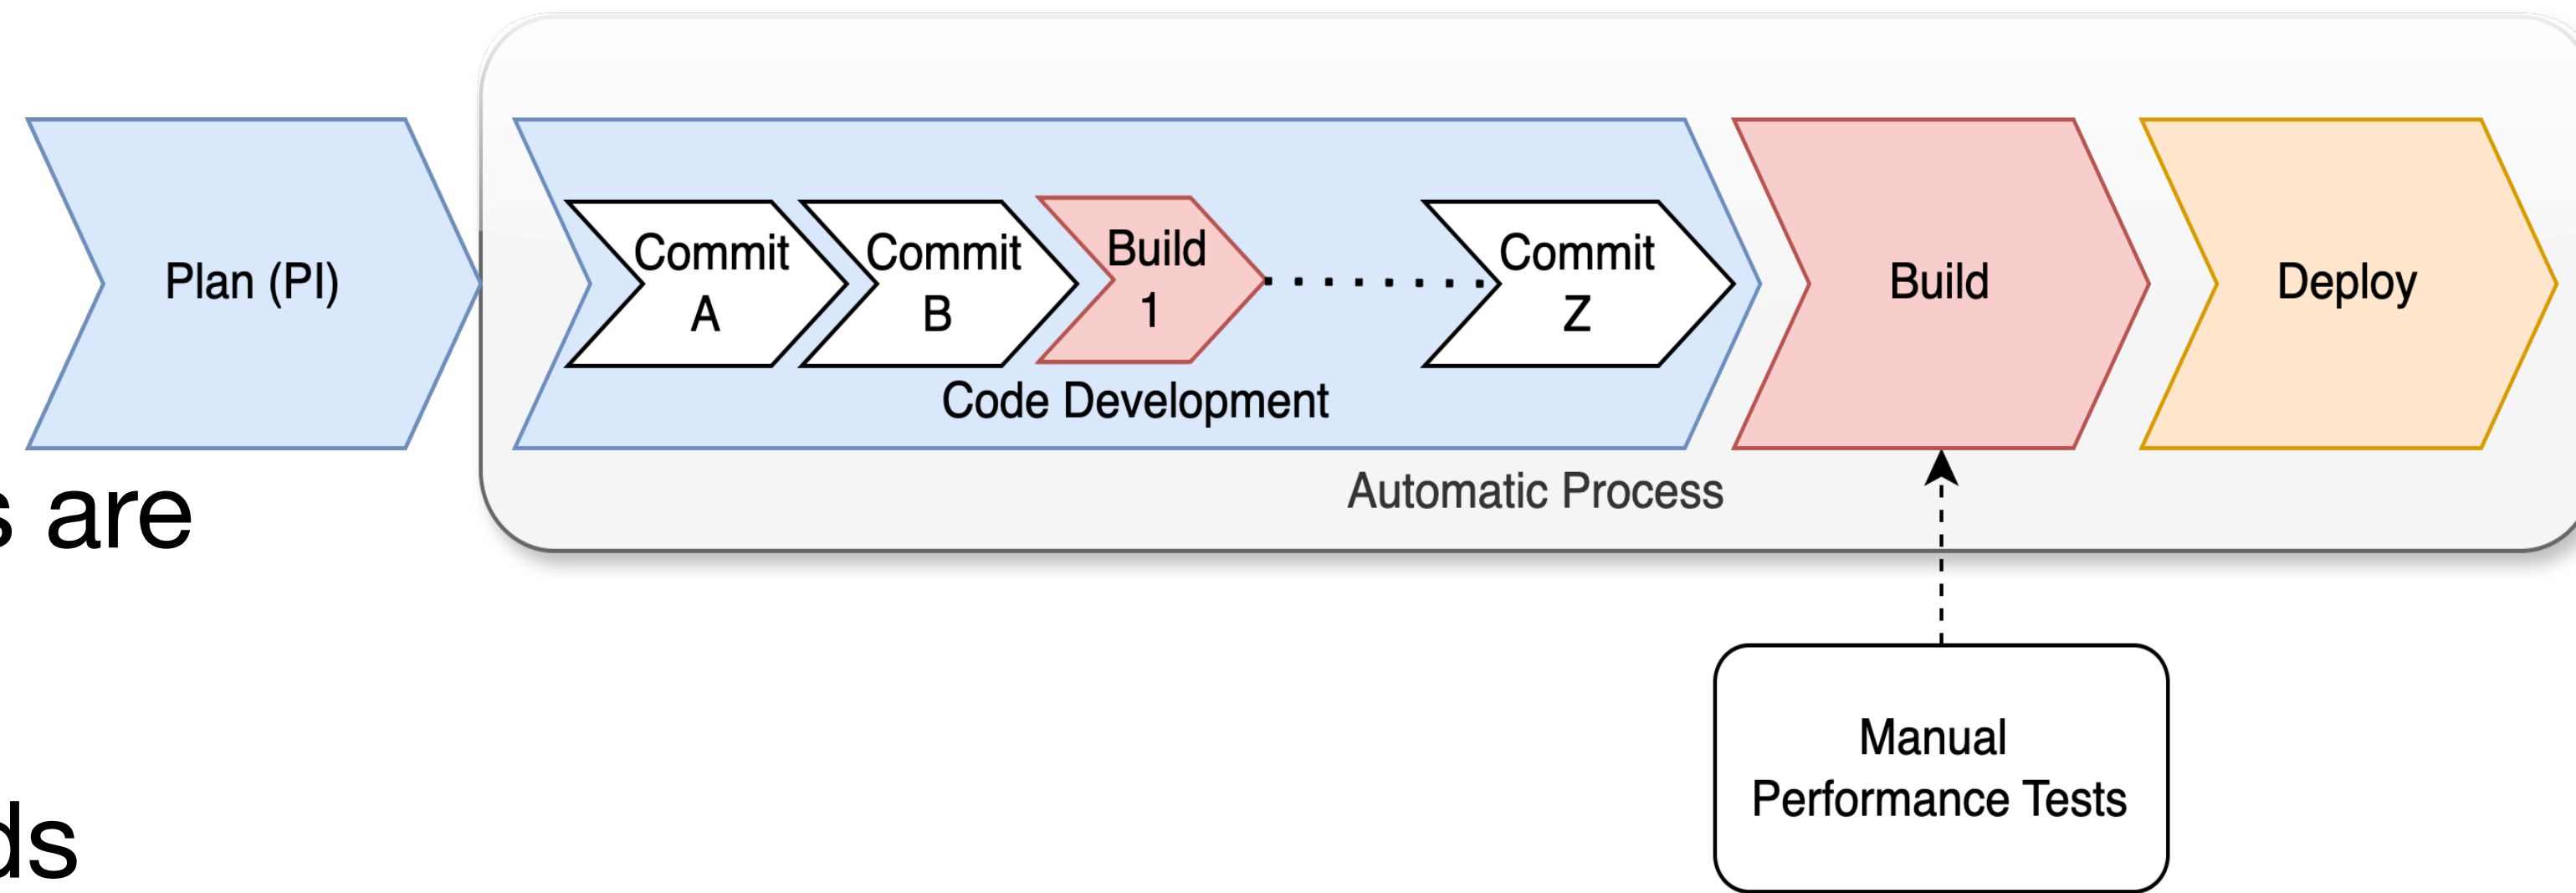 Plan (PI)
Commit
A
Commit
B
Build
1
Commit
Z
Code Development
Build
Deploy
Automatic Process
s are
Manual
Performance Tests
ds